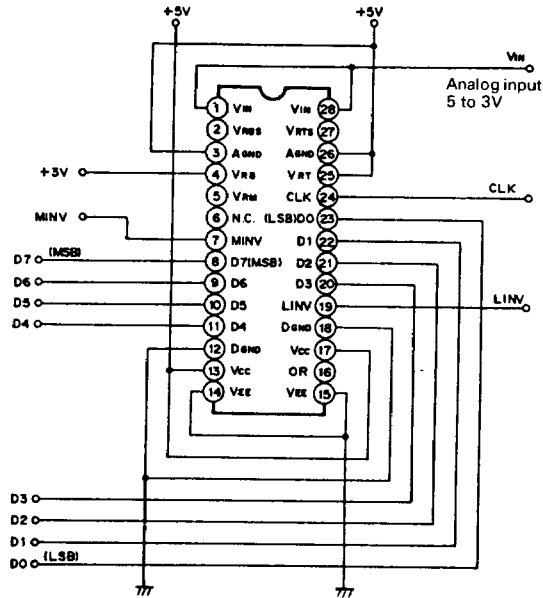 +5V +5V
VIN
Analog input
5 to 3V
1 VIN VIN 28
2 VRBS VRTS 27
3 AGND AGND 26
+3V 4 VRB VRT 25
5 VRM CLK 24 CLK
MINV 6 N.C. (LSB)D0 23
7 MINV D1 22
D7 (MSB) 8 D7(MSB) D2 21
D6 9 D6 D3 20
D5 10 D5 LINV 19 LINV
D4 11 D4 DGND 18
12 DGND VCC 17
13 VCC OR 16
14 VEE VEE 15
D3
D2
D1
D0 (LSB)